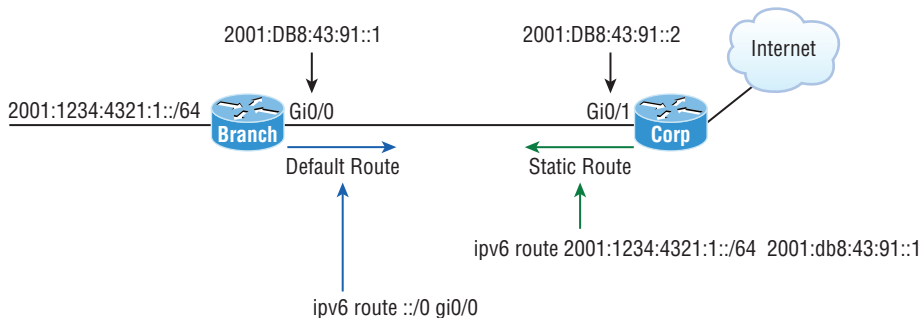 2001:DB8:43:91::1
2001:DB8:43:91::2
Internet
2001:1234:4321:1::/64
Gi0/0
Gi0/1
Branch
Corp
Default Route
Static Route
ipv6 route 2001:1234:4321:1::/64 2001:db8:43:91::1
ipv6 route ::/0 gi0/0